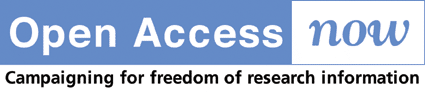 Open Access now
Campaigning for freedom of research information